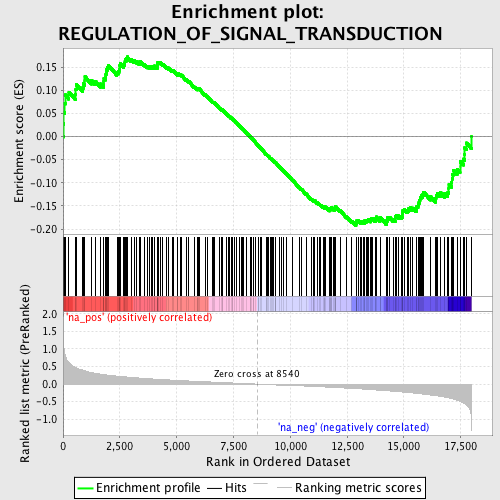 Enrichment plot:
REGULATION_OF_SIGNAL_TRANSDUCTION
Enrichment score (ES)
0.15
0.10
0.05
0.00
-0.05
-0.10
-0.15
-0.20
Ranked list metric (PreRanked)
'na_pos' (positively correlated)
2.0
1.5
1.0
0.5
0.0
-0.5
-1.0
Zero cross at 8540
'na_neg' (negatively correlated)
0
2,500
5,000
7,500
10,000
12,500
15,000
17,500
Rank in Ordered Dataset
Enrichment profile
Hits
Ranking metric scores